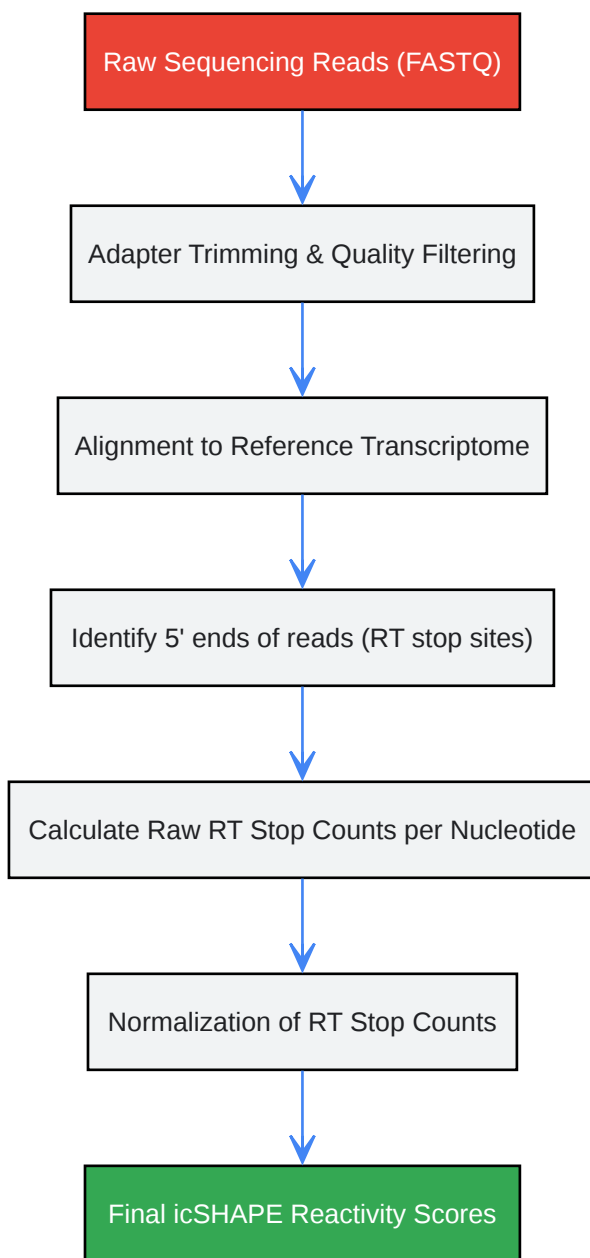 Raw Sequencing Reads (FASTQ)
Adapter Trimming & Quality Filtering
Alignment to Reference Transcriptome
Identify 5' ends of reads (RT stop sites)
Calculate Raw RT Stop Counts per Nucleotide
Normalization of RT Stop Counts
Final icSHAPE Reactivity Scores